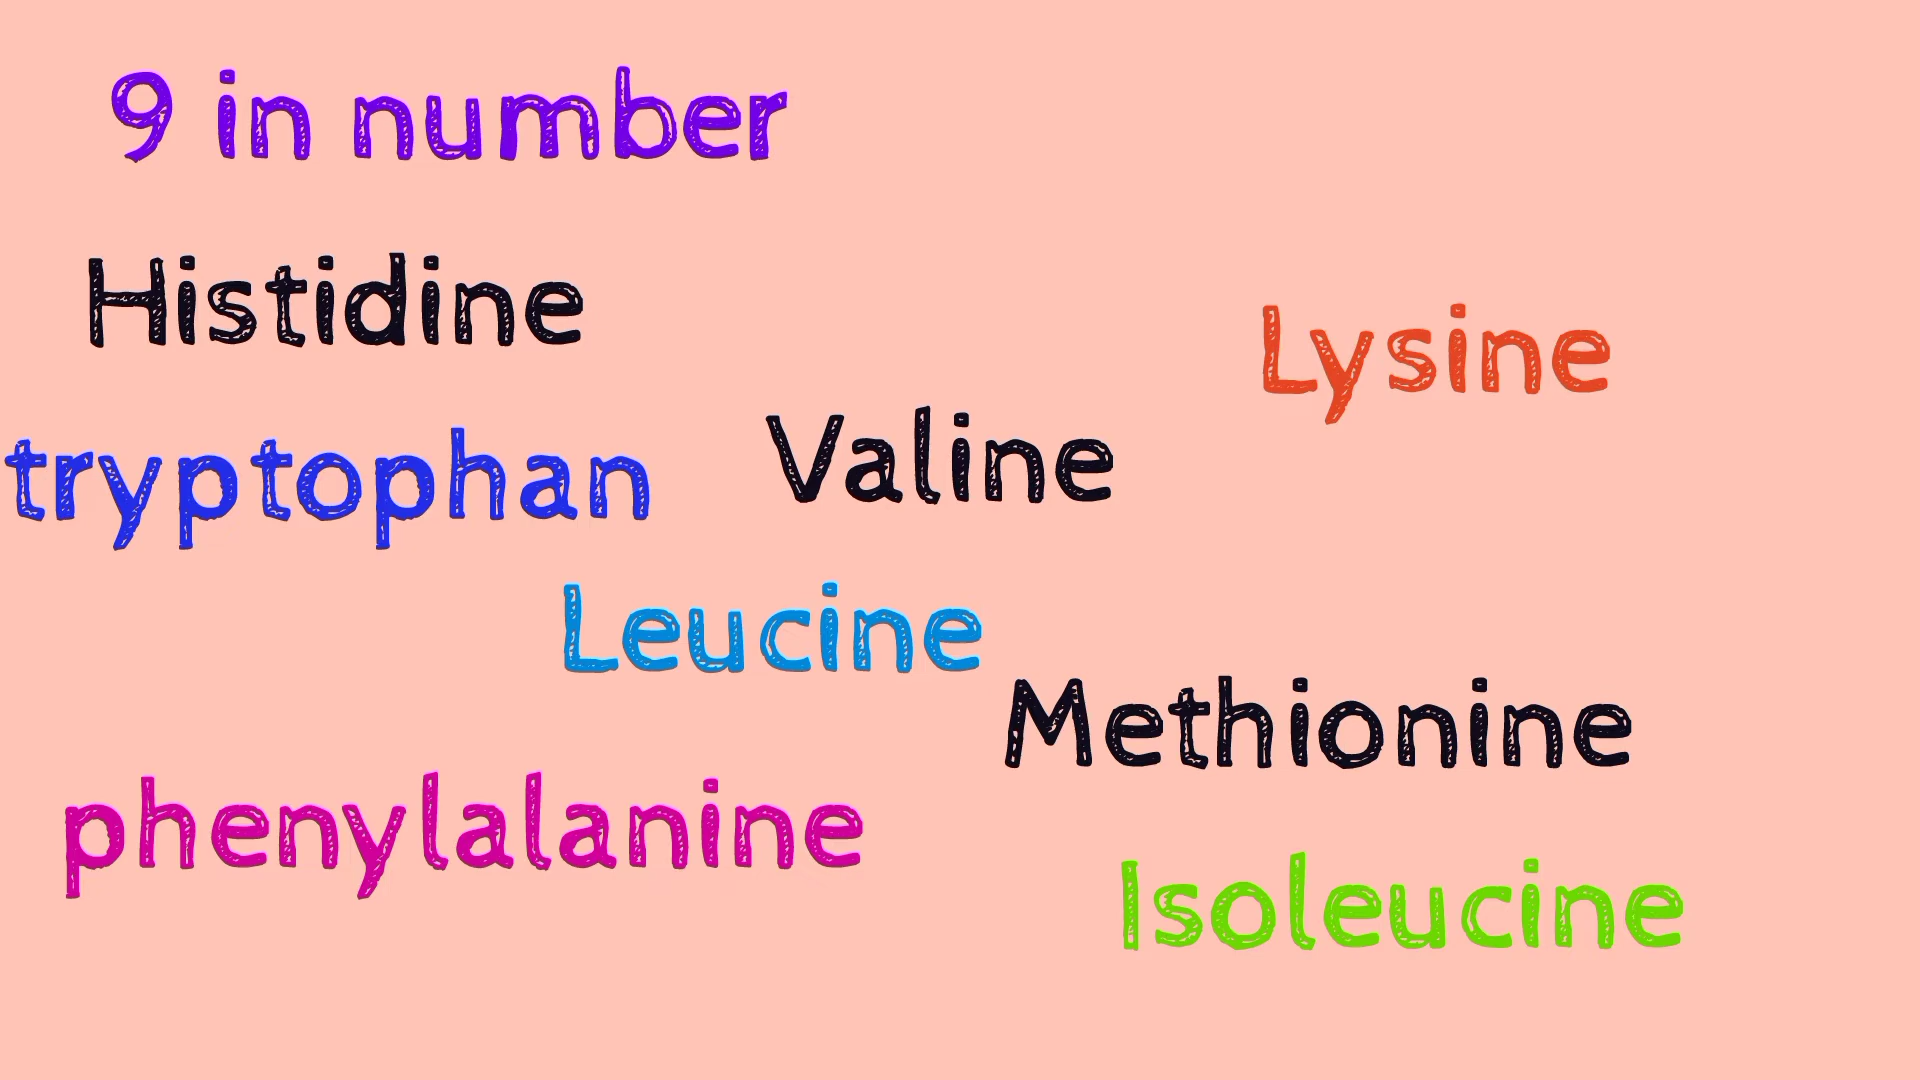 9 in number
Histidine
Lysine
tryptophan
Valine
Leucine
Methionine
phenylalanine
Isoleucine